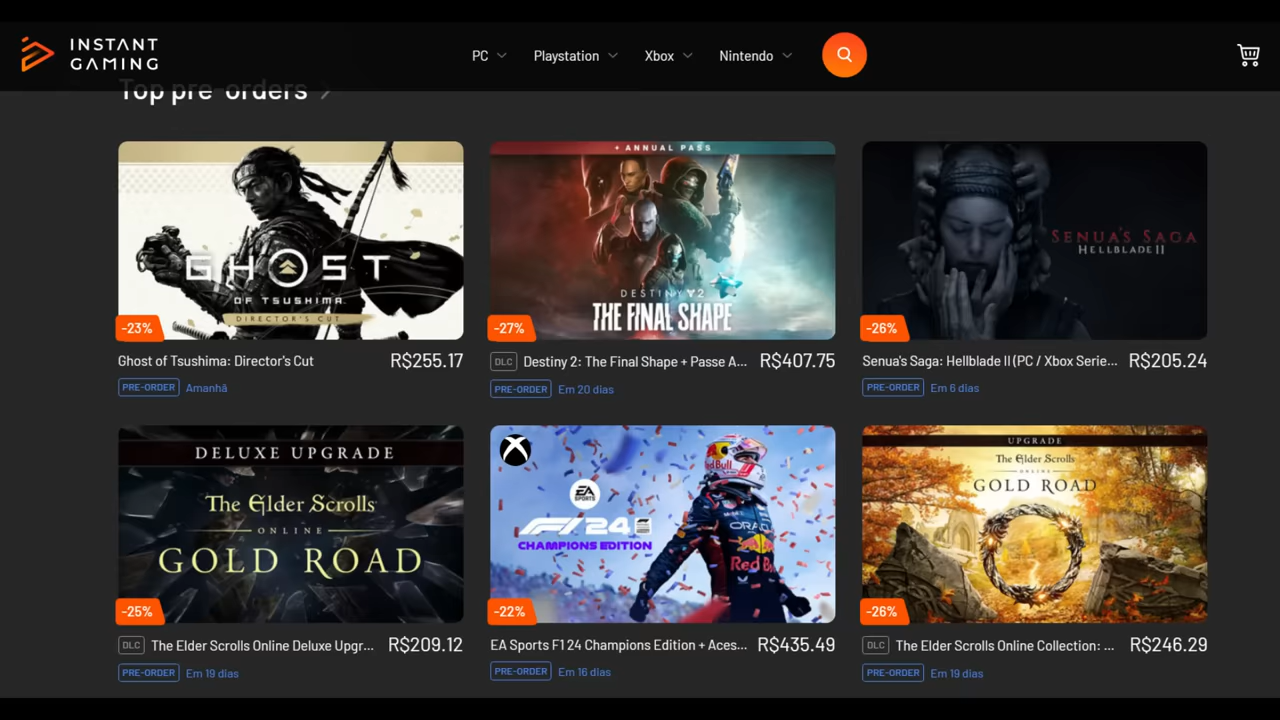 INSTANT
GAMING
PC
Playstation
Xbox
Nintendo
Top pre-orders
GHOST
OF TSUSHIMA
DIRECTOR'S CUT
-23%
Ghost of Tsushima: Director's Cut
R$255.17
PRE-ORDER
Amanhã
+ ANNUAL PASS
DESTINY 2
THE FINAL SHAPE
-27%
DLC
Destiny 2: The Final Shape + Passe A...
R$407.75
PRE-ORDER
Em 20 dias
SENUA'S SAGA
HELLBLADE II
-26%
Senua's Saga: Hellblade II (PC / Xbox Serie...
R$205.24
PRE-ORDER
Em 6 dias
DELUXE UPGRADE
The Elder Scrolls
ONLINE
GOLD ROAD
-25%
DLC
The Elder Scrolls Online Deluxe Upgr...
R$209.12
PRE-ORDER
Em 19 dias
EA
SPORTS
F1 24
CHAMPIONS EDITION
Red Bull
ORACLE
Red Bu
-22%
EA Sports F1 24 Champions Edition + Aces...
R$435.49
PRE-ORDER
Em 16 dias
UPGRADE
The Elder Scrolls
ONLINE
GOLD ROAD
-26%
DLC
The Elder Scrolls Online Collection: ...
R$246.29
PRE-ORDER
Em 19 dias